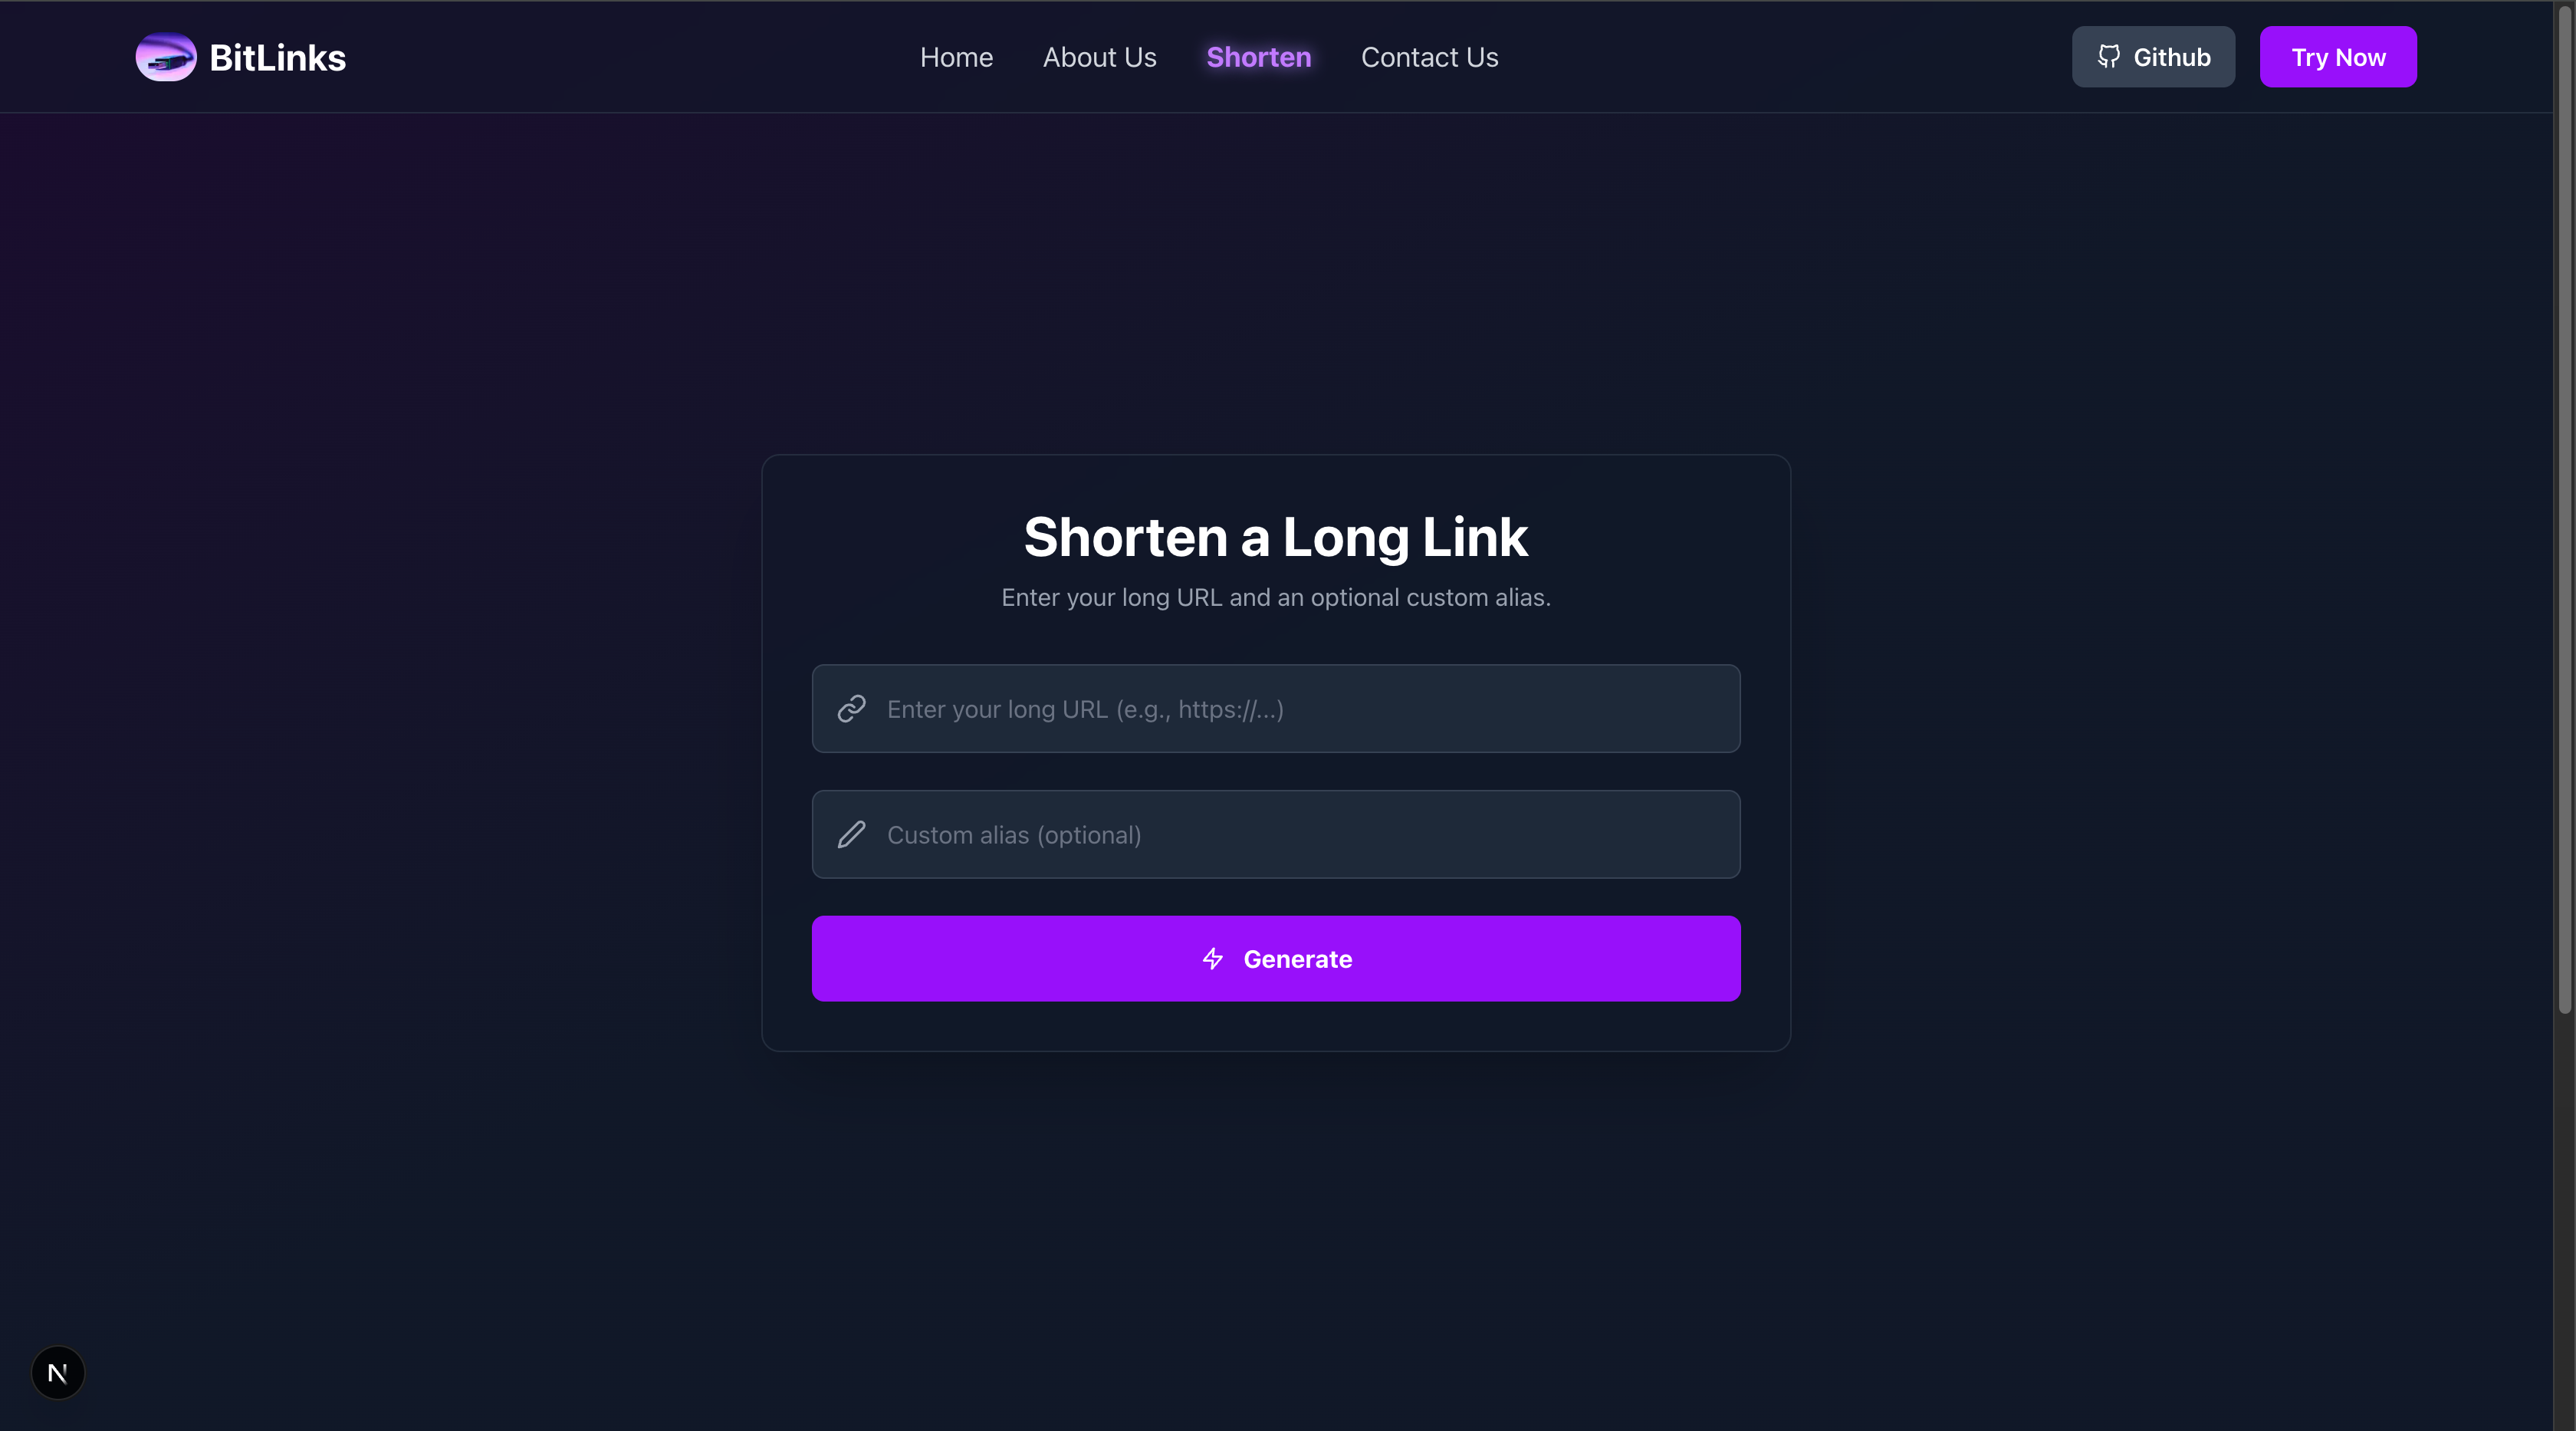 BitLinks
Home
About Us
Shorten
Contact Us
Github
Try Now
Shorten a Long Link
Enter your long URL and an optional custom alias.
Enter your long URL (e.g., https://...)
Custom alias (optional)
Generate
N